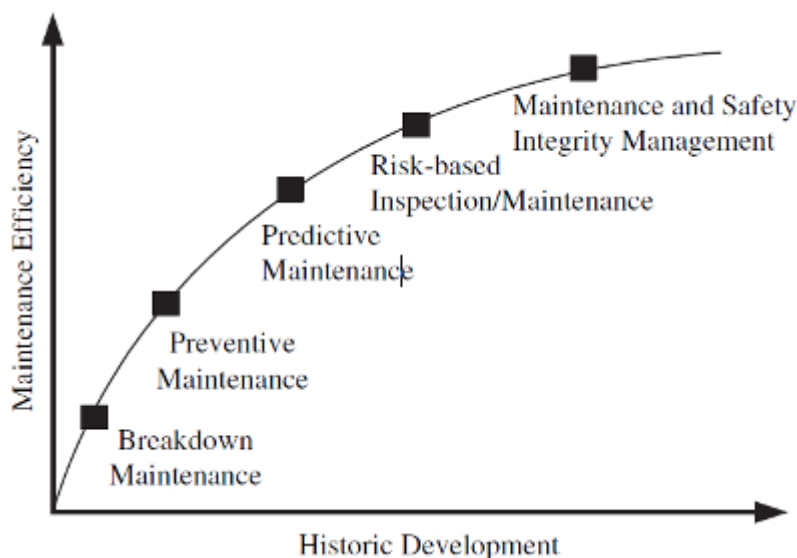 Maintenance Efficiency
Maintenance and Safety
Integrity Management
Risk-based
Inspection/Maintenance
Predictive
Maintenance
Preventive
Maintenance
Breakdown
Maintenance
Historic Development